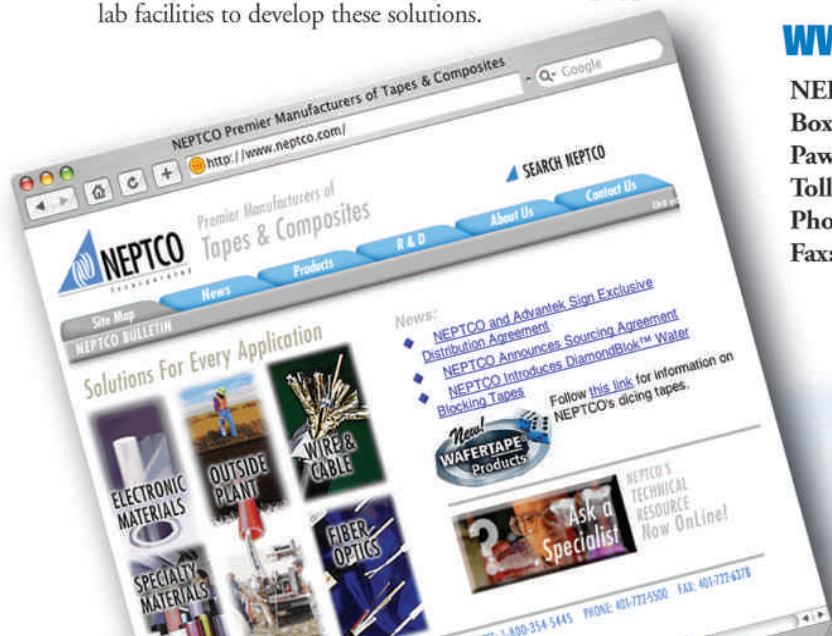 lab facilities to develop these solutions.
NEPTCO Premier Manufacturers of Tapes & Composites
Google
http://www.neptco.com/
SEARCH NEPTCO
NEPTCO
Incorporated
Premier Manufacturers of
Tapes & Composites
Site Map
News
Products
R & D
About Us
Contact Us
NEPTCO BULLETIN
Solutions For Every Application
ELECTRONIC
MATERIALS
OUTSIDE
PLANT
WIRE &
CABLE
SPECIALTY
MATERIALS
FIBER
OPTICS
News:
NEPTCO and Advantek Sign Exclusive
Distribution Agreement
NEPTCO Announces Sourcing Agreement
NEPTCO Introduces DiamondBlok™ Water
Blocking Tapes
New!
WAFERTAPE®
Products
Follow this link for information on
NEPTCO's dicing tapes.
?
Ask a
Specialist
NEPTCO'S
TECHNICAL
RESOURCE
Now OnLine!
1-800-354-5445 PHONE: 401-722-5500 FAX: 401-722-6378
Box
Fax: